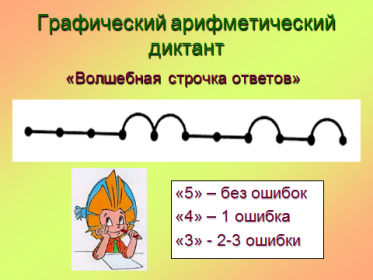 Графический арифметический
диктант
«Волшебная строчка ответов»
«5» – без ошибок
«4» – 1 ошибка
«3» - 2-3 ошибки